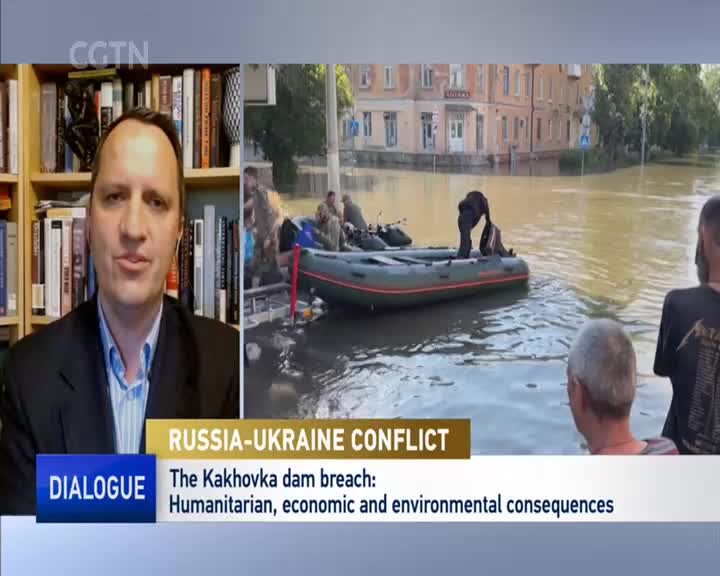 CGTN
RUSSIA-UKRAINE CONFLICT
DIALOGUE
The Kakhovka dam breach:
Humanitarian, economic and environmental consequences